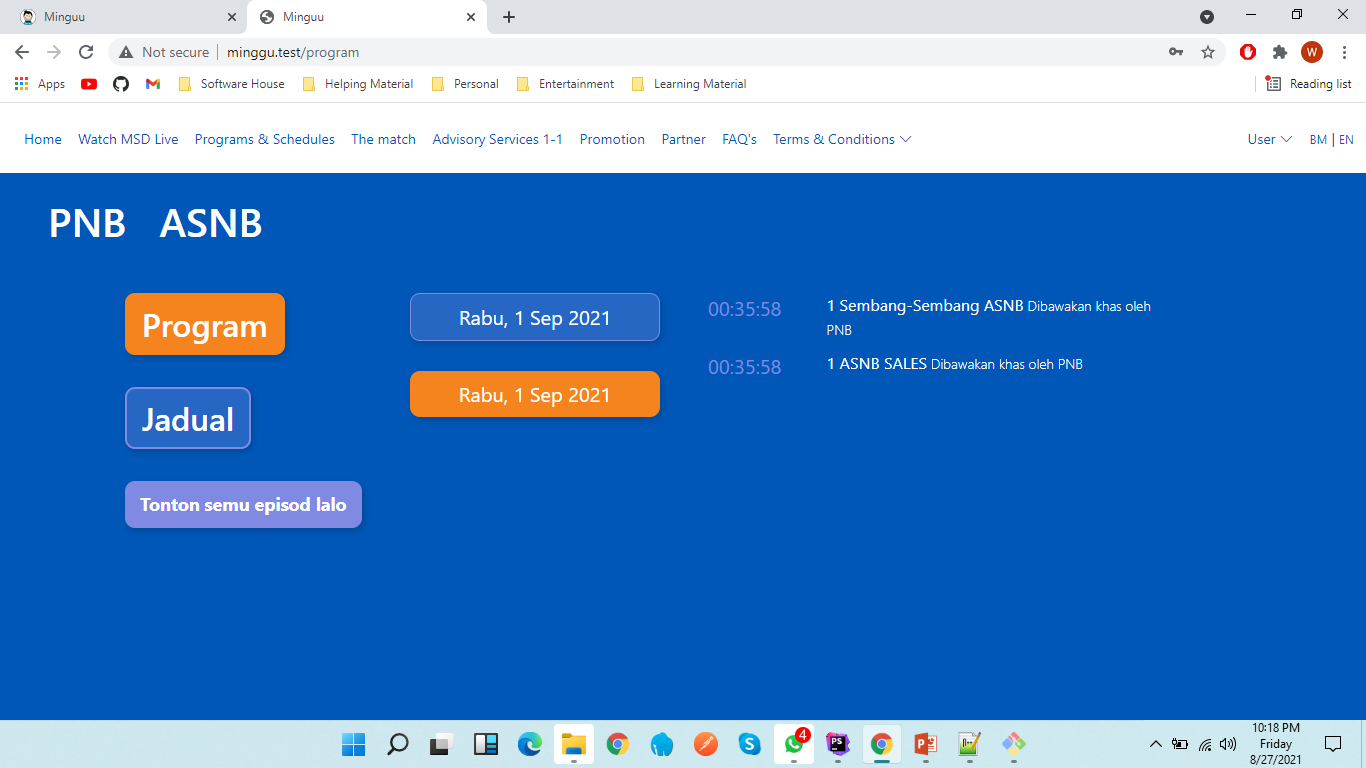 Minguu
Minguu
Not secure
minggu.test/program
W
Apps
Software House
Helping Material
Personal
Entertainment
Learning Material
Reading list
Home
Watch MSD Live
Programs & Schedules
The match
Advisory Services 1-1
Promotion
Partner
FAQ's
Terms & Conditions
User
BM | EN
PNB ASNB
Program
Jadual
Tonton semu episod lalo
Rabu, 1 Sep 2021
Rabu, 1 Sep 2021
00:35:58
1 Sembang-Sembang ASNB Dibawakan khas oleh
PNB
00:35:58
1 ASNB SALES Dibawakan khas oleh PNB
4
PS
P
10:18 PM
Friday
8/27/2021